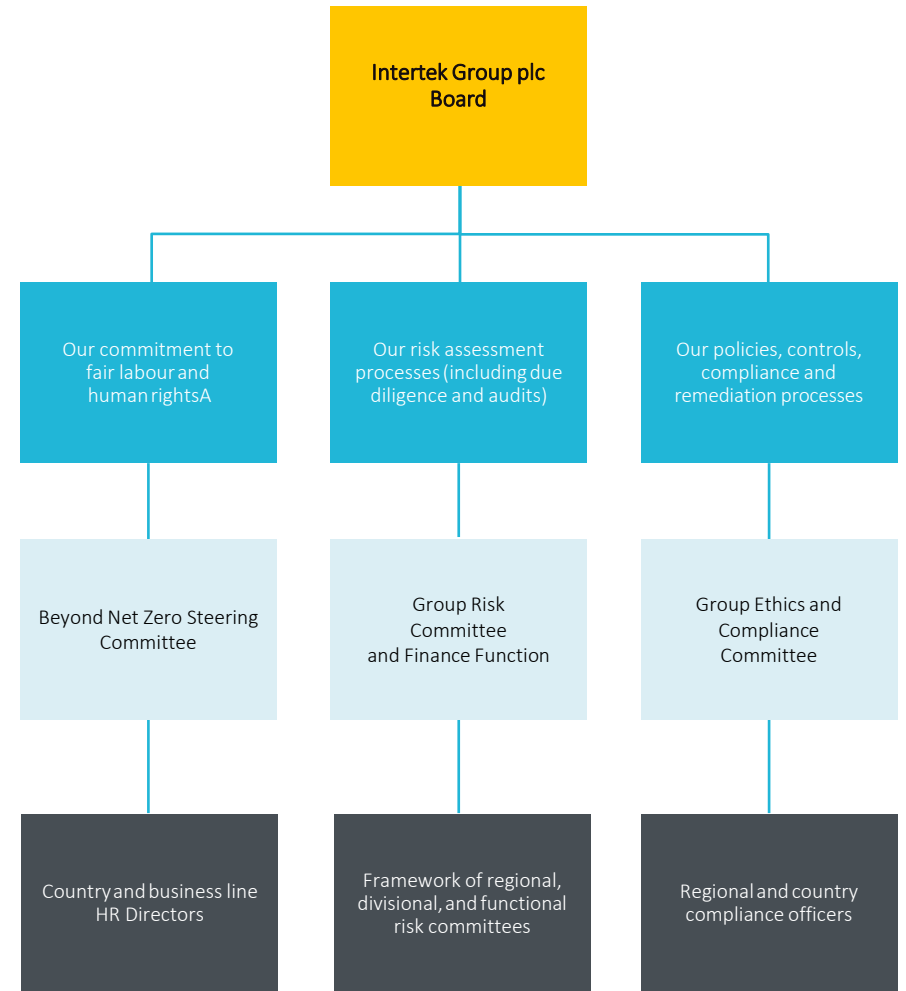 Intertek Group plc
Board
Our commitment to
fair labour and
human rightsA
Our risk assessment
processes (including due
diligence and audits)
Our policies, controls,
compliance and
remediation processes
Beyond Net Zero Steering
Committee
Group Risk
Committee
and Finance Function
Group Ethics and
Compliance
Committee
Country and business line
HR Directors
Framework of regional,
divisional, and functional
risk committees
Regional and country
compliance officers